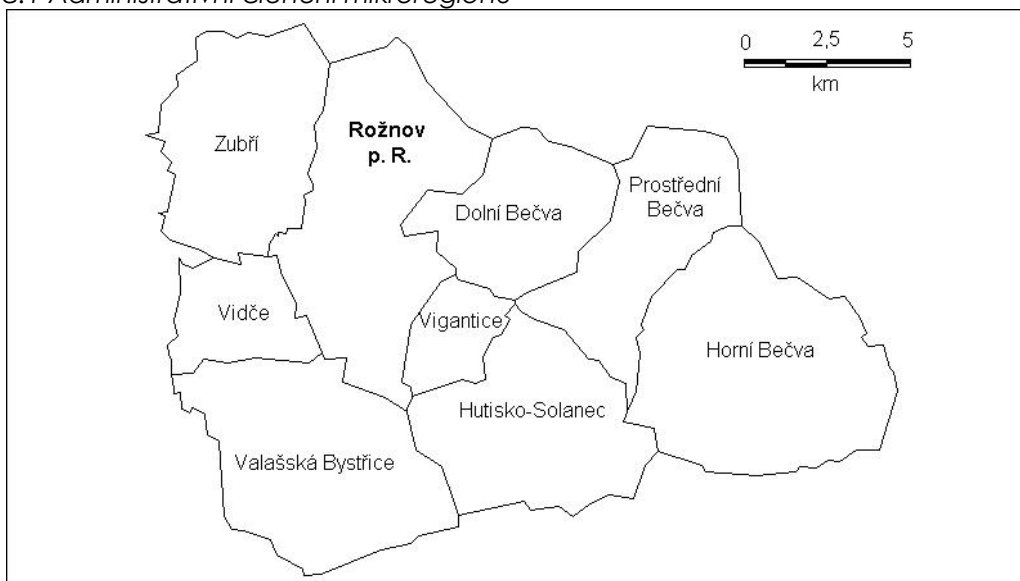 0 2,5 5
km
Zubří
Rožnov
p. R.
Prostřední
Bečva
Dolní Bečva
Vidče
Vigantice
Horní Bečva
Hutisko-Solanec
Valašská Bystřice